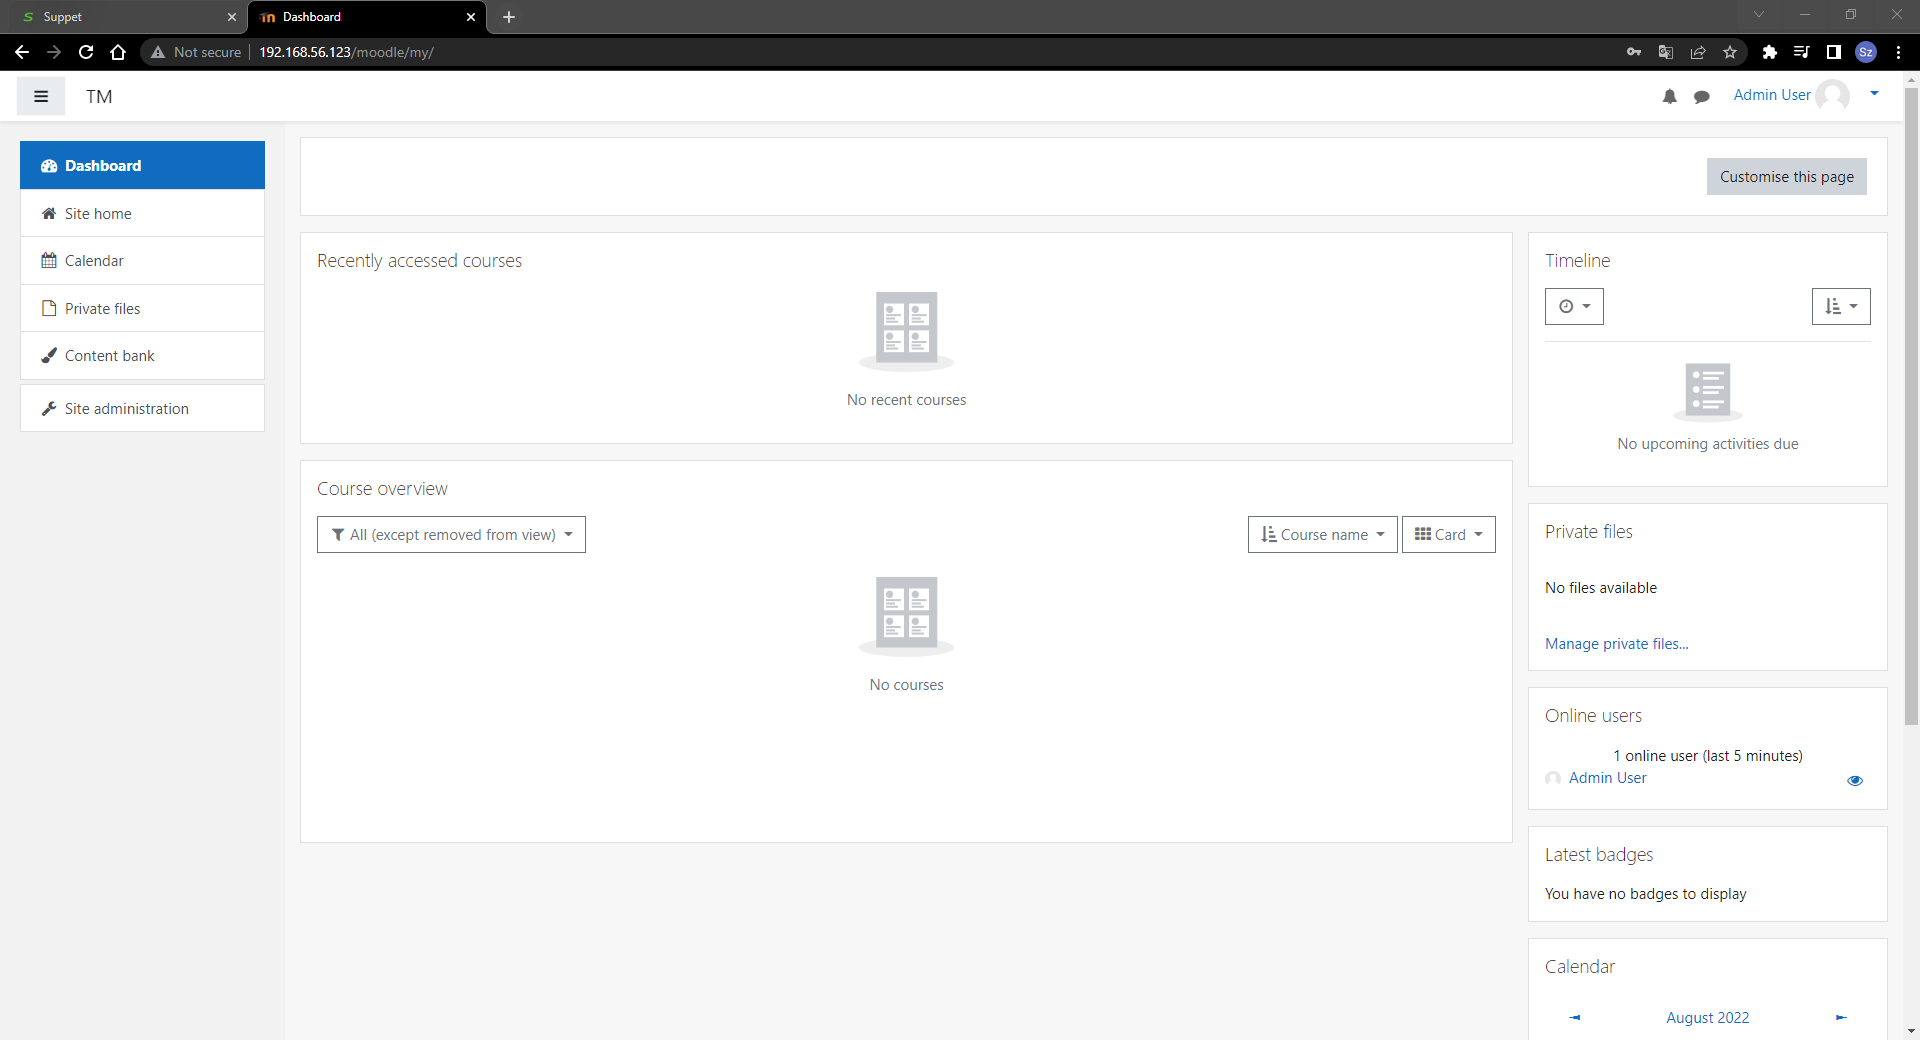 Suppet
Dashboard
Not secure
192.168.56.123/moodle/my/
Sz
TM
Admin User
Dashboard
Site home
Calendar
Private files
Content bank
Site administration
Customise this page
Recently accessed courses
No recent courses
Course overview
All (except removed from view)
Course name
Card
No courses
Timeline
No upcoming activities due
Private files
No files available
Manage private files...
Online users
1 online user (last 5 minutes)
Admin User
Latest badges
You have no badges to display
Calendar
August 2022